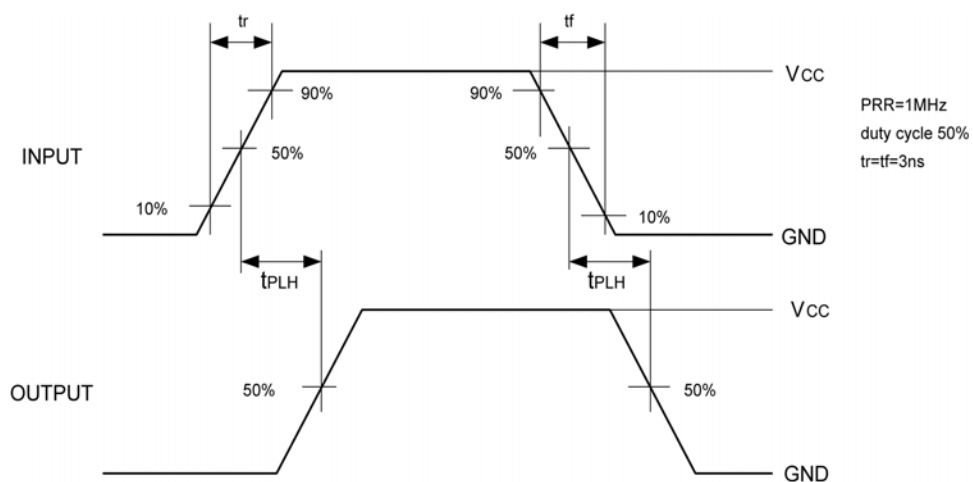 tr
tf
VCC
90%
90%
PRR=1MHz
duty cycle 50%
tr=tf=3ns
INPUT
50%
50%
10%
10%
GND
tPLH
tPLH
VCC
OUTPUT
50%
50%
GND